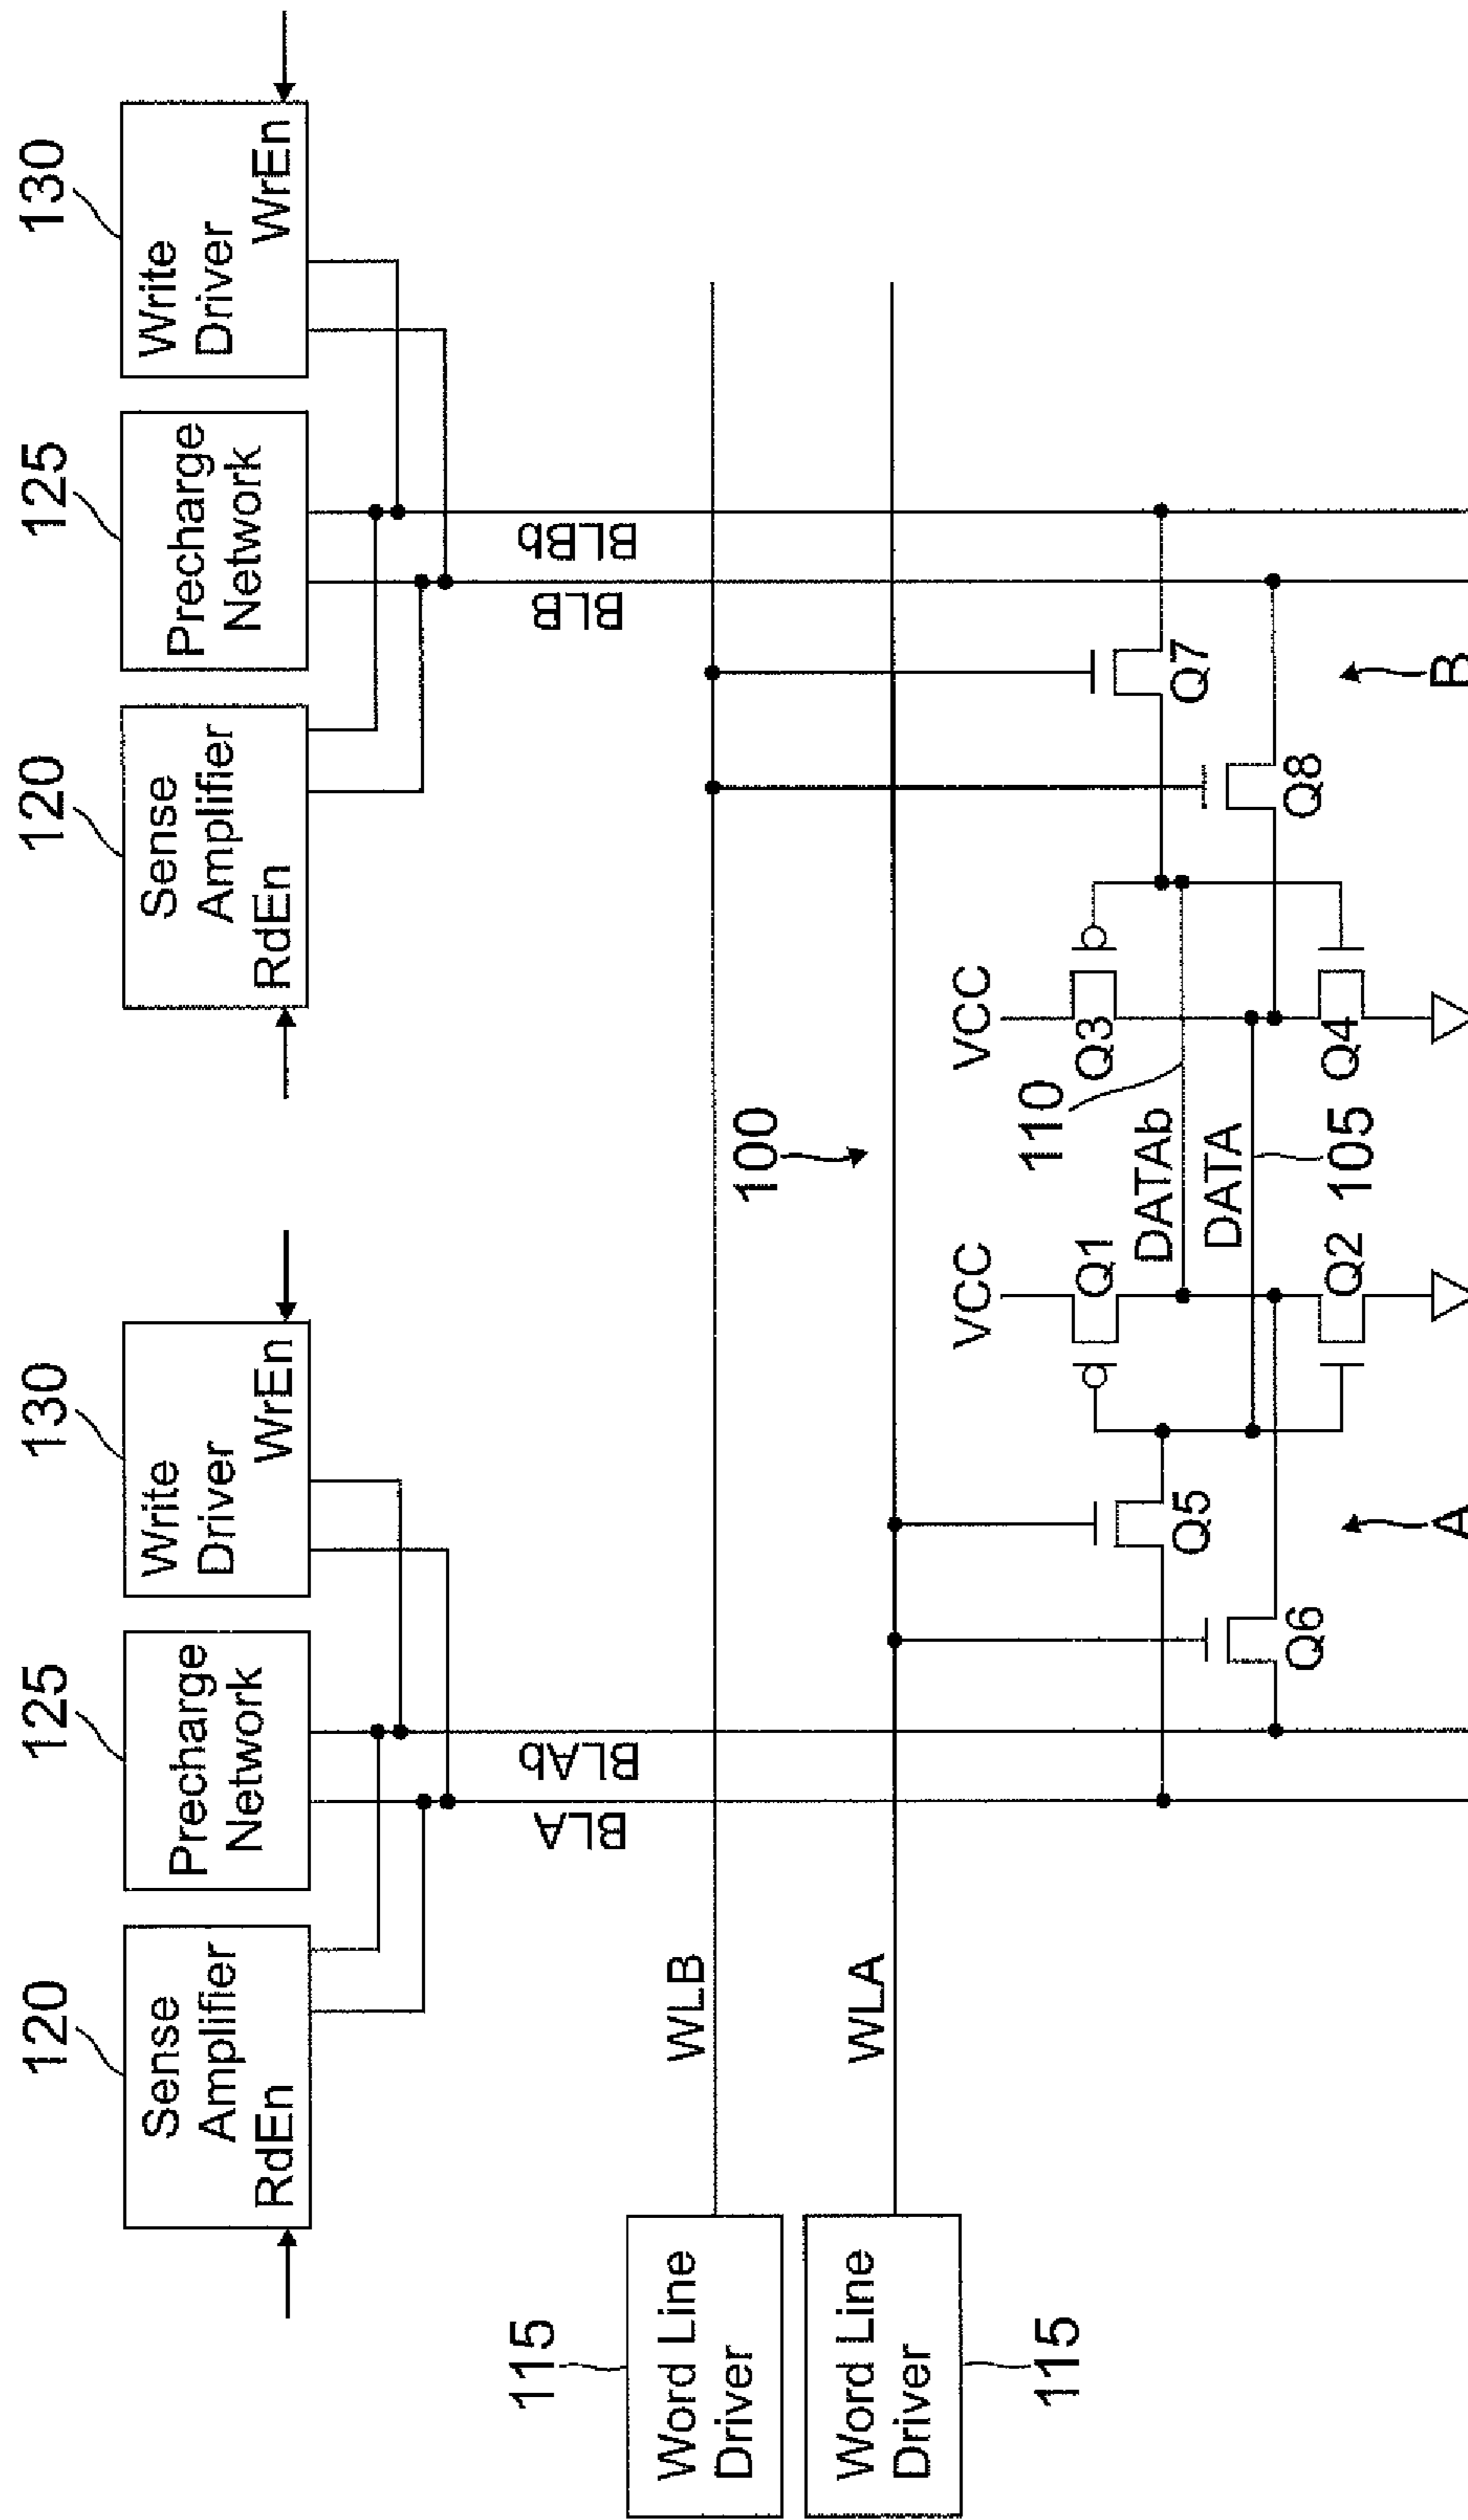 120
125
130
120
125
130
Sense
Amplifier
RdEn
Precharge
Network
Write
Driver
WrEn
Sense
Amplifier
RdEn
Precharge
Network
Write
Driver
WrEn
BLA
BLAb
BLB
BLBb
115
Word Line
Driver
WLB
Word Line
Driver
WLA
115
100
VCC
VCC
110
Q1
Q3
DATAb
DATA
Q5
Q7
Q6
Q8
Q2
105
Q4
A
B